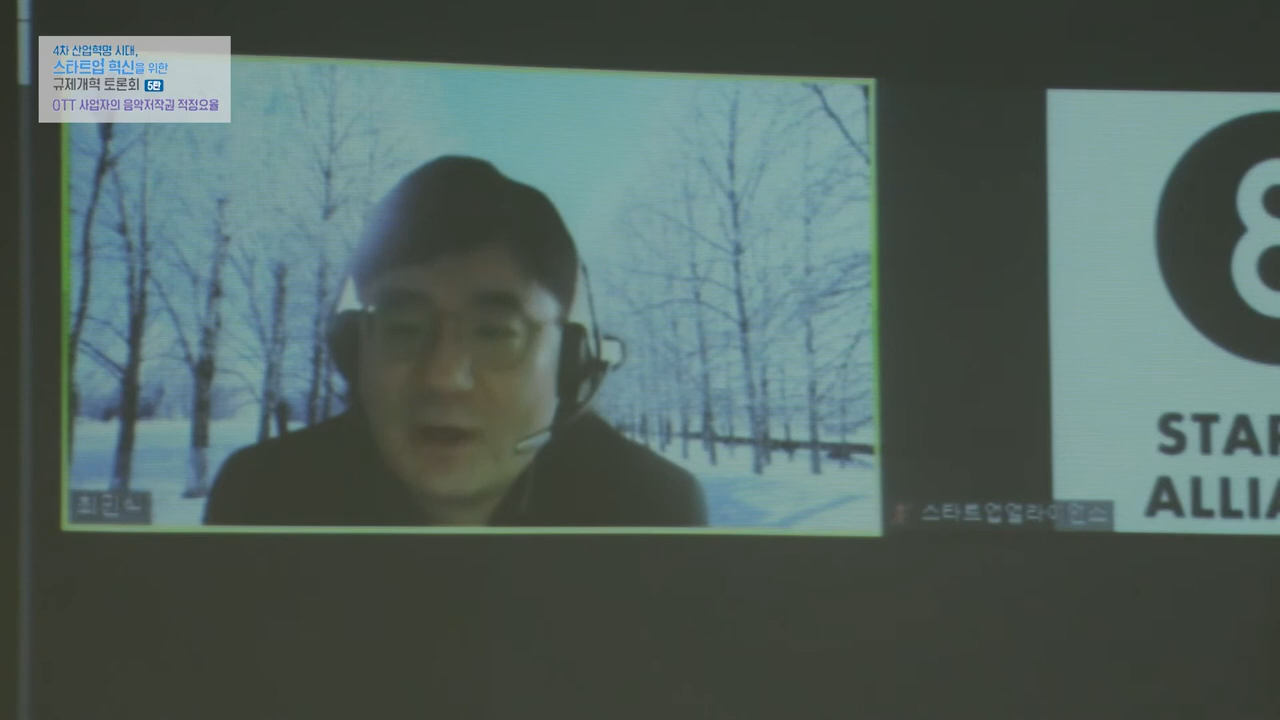 4차 산업혁명 시대,
스타트업 혁신을 위한
규제개혁 토론회 5탄
OTT 사업자의 음악저작권 적정요율
8
STAR
ALLIA
최민식
스타트업얼라이언스